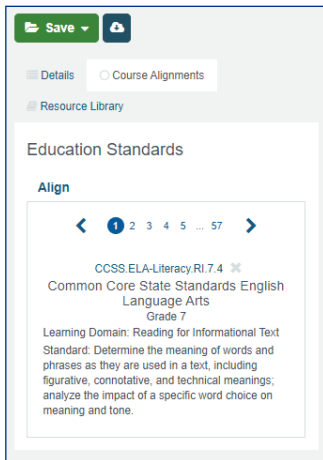 Save
Details
Course Alignments
Resource Library
Education Standards
Align
1 2 3 4 5 ... 57
CCSS.ELA-Literacy.RI.7.4
Common Core State Standards English
Language Arts
Grade 7
Learning Domain: Reading for Informational Text
Standard: Determine the meaning of words and
phrases as they are used in a text, including
figurative, connotative, and technical meanings;
analyze the impact of a specific word choice on
meaning and tone.